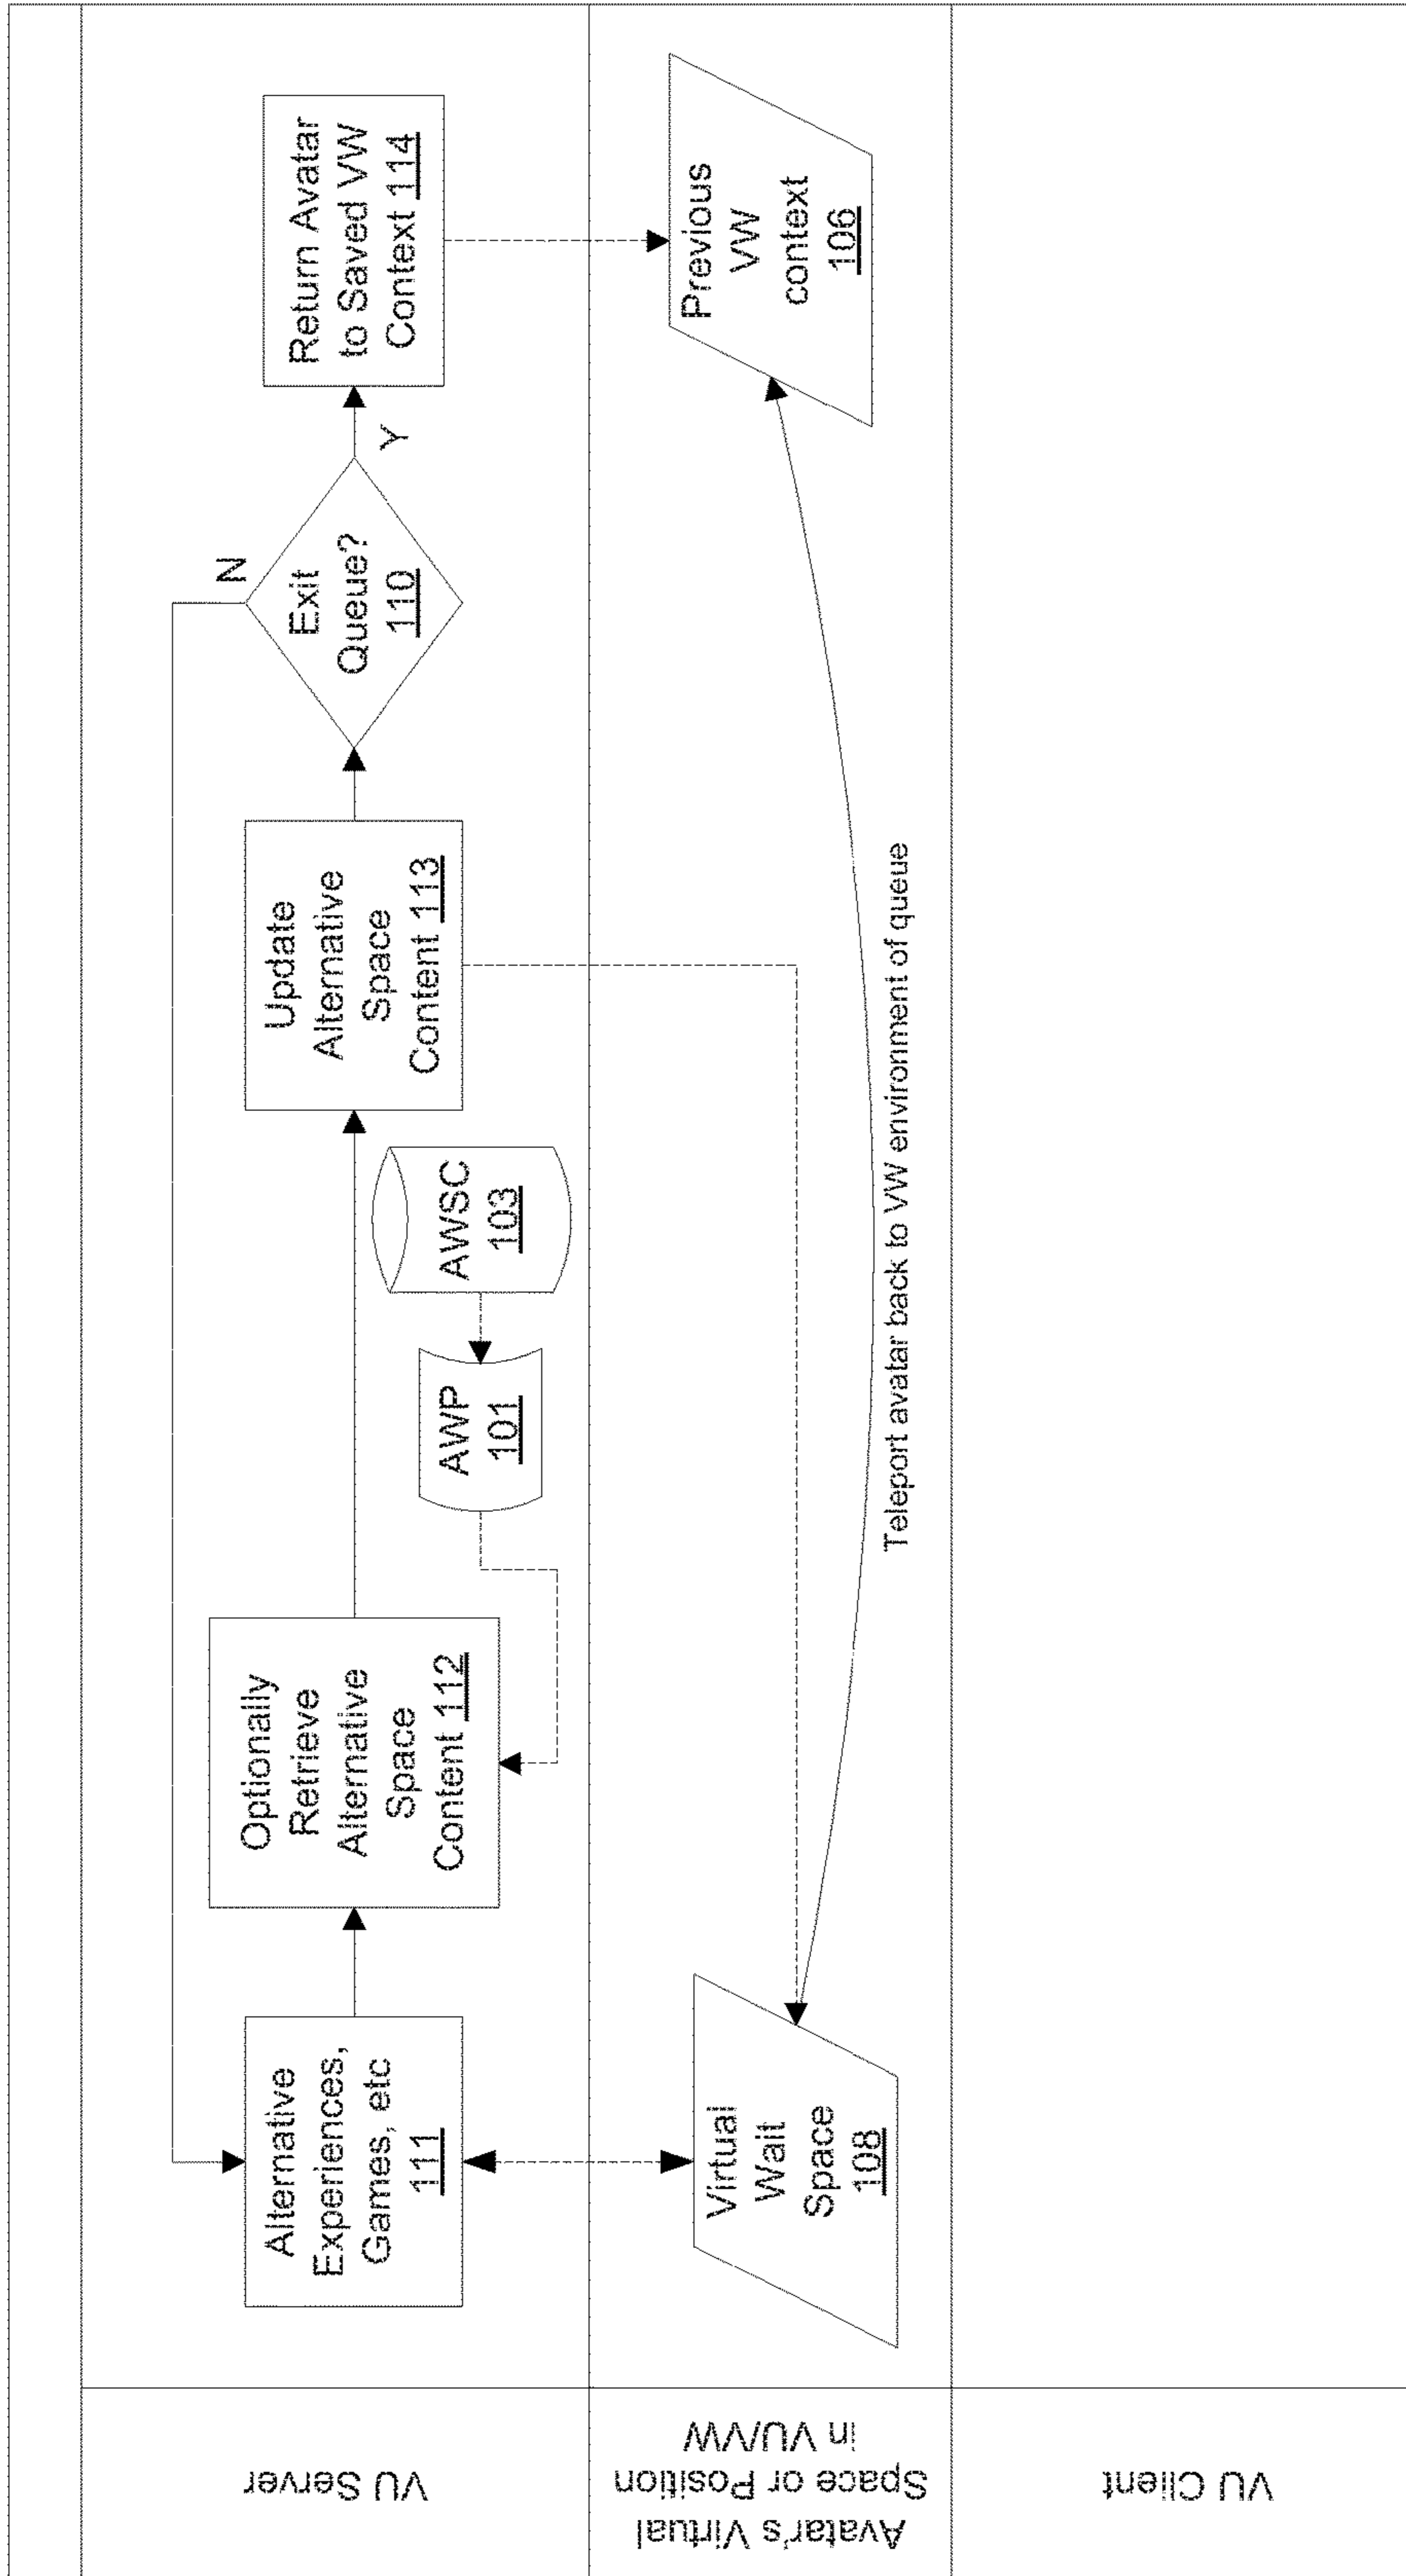 VU Server
Alternative
Experiences,
Games, etc
111
Optionally
Retrieve
Alternative
Space
Content 112
AWP
101
AWSC
103
Update
Alternative
Space
Content 113
Exit
Queue?
110
N
Y
Return Avatar
to Saved VW
Context 114
Avatar's Virtual
Space or Position
in VU/VW
Virtual
Wait
Space
108
Teleport avatar back to VW environment of queue
Previous
VW
context
106
VU Client